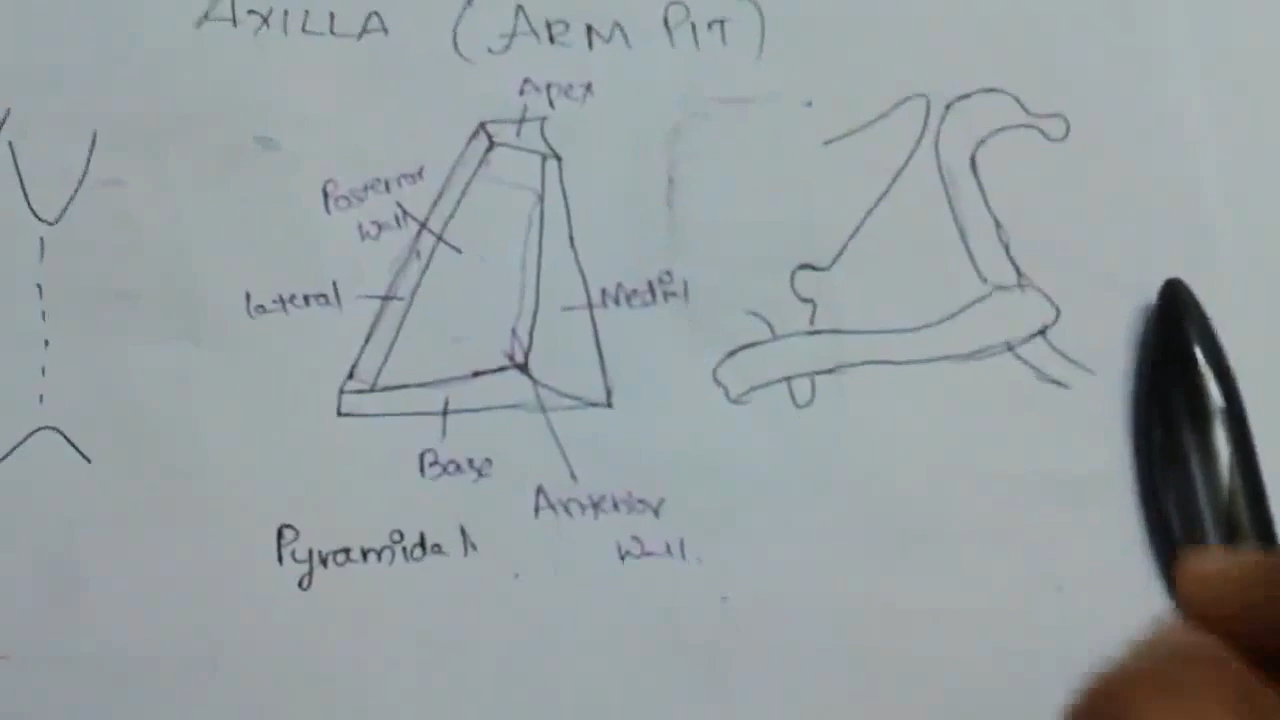 AXILLA (ARM PIT)
Apex
Posterior
Wall
lateral
Medial
Base
Anterior
Wall.
Pyramidal